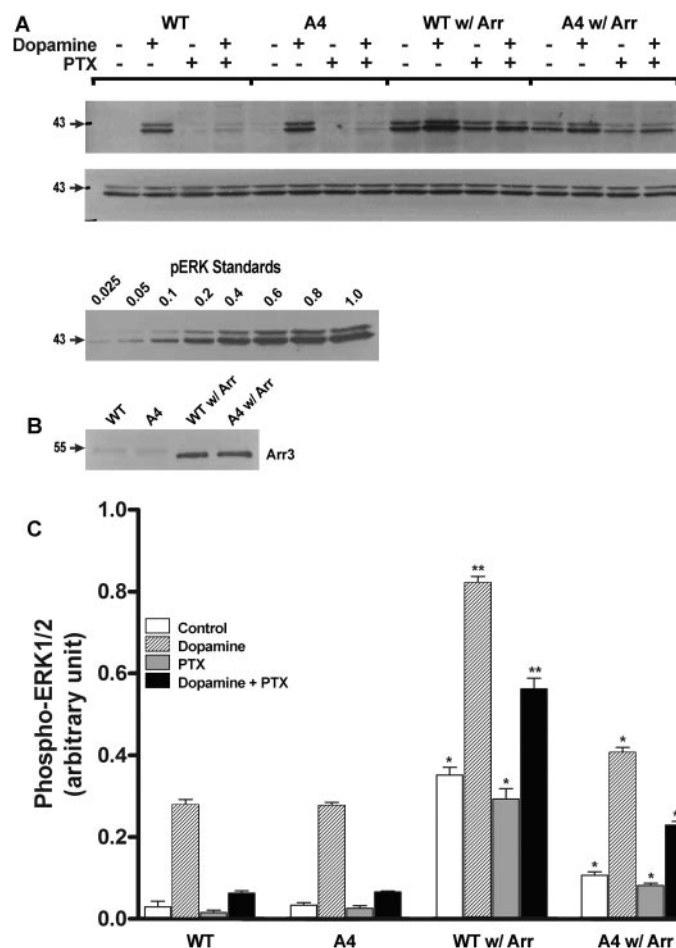 A
WT A4 WT w/ Arr A4 w/ Arr
Dopamine - + - + - + - + - + - + - + - +
PTX - - + + - - + + - - + + - - + +
43
43
pERK Standards
0.025 0.05 0.1 0.2 0.4 0.6 0.8 1.0
43
WT A4 WT w/ Arr A4 w/ Arr
B
55
Arr3
C
Phospho-ERK1/2
(arbitrary unit)
1.0
0.8
0.6
0.4
0.2
0.0
Control
Dopamine
PTX
Dopamine + PTX
* ** * **
* * * *
WT A4 WT w/ Arr A4 w/ Arr